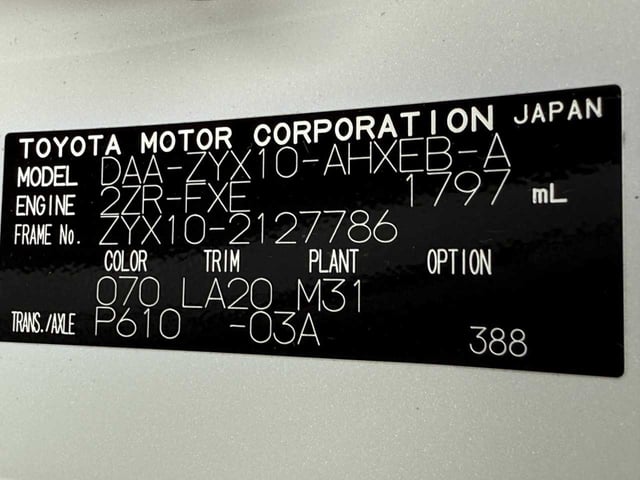 TOYOTA MOTOR CORPORATION JAPAN
MODEL DAA-ZYX10-AHXEB-A
ENGINE 2ZR-FXE 1797 mL
FRAME No. ZYX10-2127786
COLOR TRIM PLANT OPTION
070 LA20 M31
TRANS./AXLE P610 -03A 388